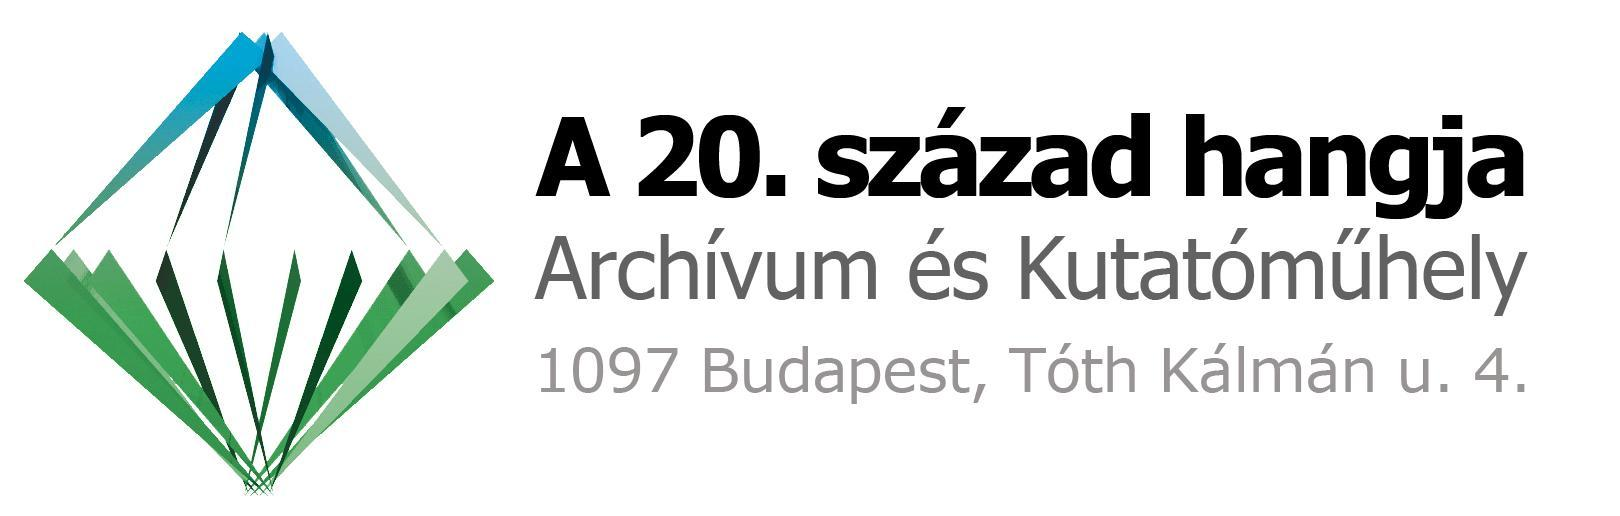 A 20. század hangja
Archívum és Kutatóműhely
1097 Budapest, Tóth Kálmán u. 4.